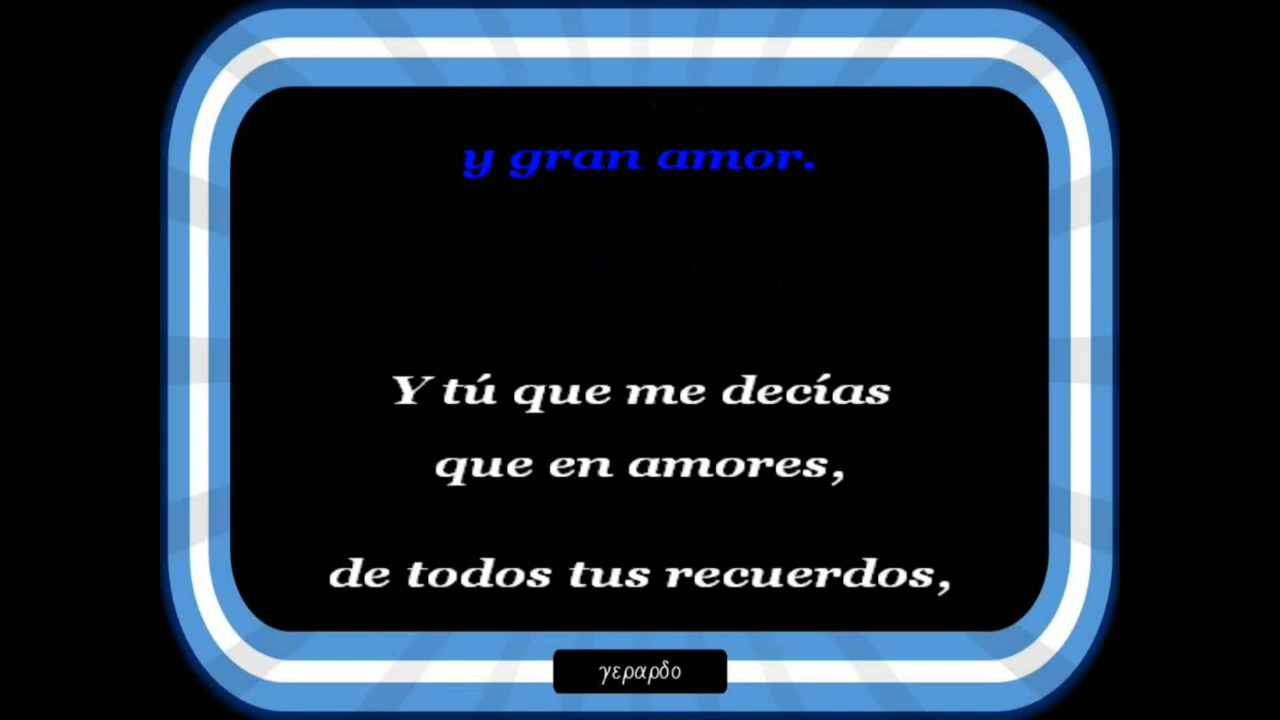 y gran amor.
Y tú que me decías
que en amores,
de todos tus recuerdos,
γεραρδο